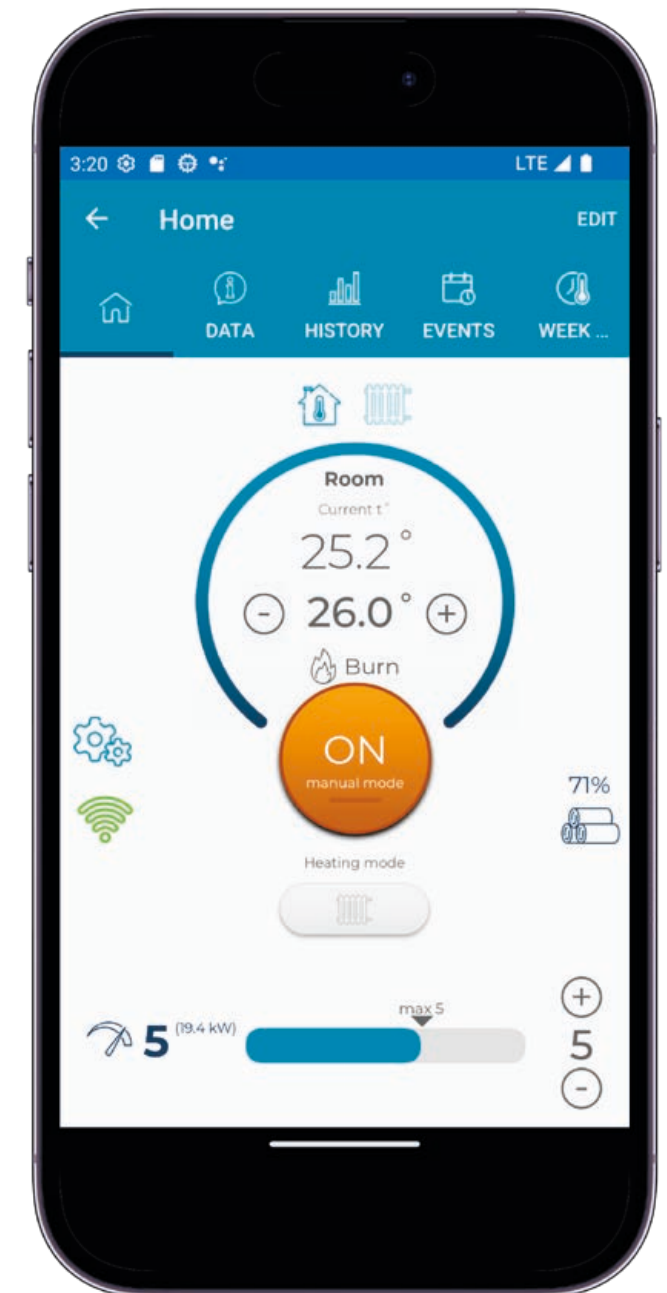 3:20 LTE
Home EDIT
DATA HISTORY EVENTS WEEK ...
Room
Current t°
25.2°
- 26.0° +
Burn
ON
manual mode
71%
Heating mode
max 5
+
5 (19.4 kW)
5
-